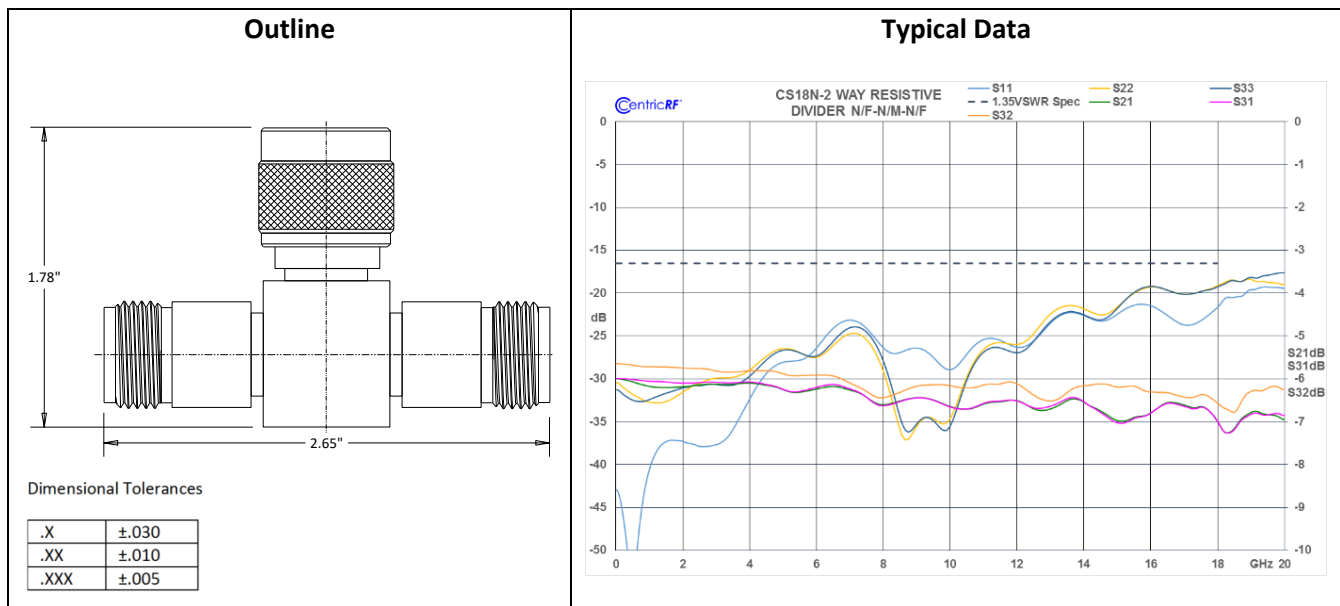 Outline
1.78"
2.65"
Dimensional Tolerances
.X ±.030
.XX ±.010
.XXX ±.005
Typical Data
CentricRF
CS18N-2 WAY RESISTIVE
DIVIDER N/F-N/M-N/F
S11 S22 S33
1.35VSWR Spec S21 S31
S32
0 0
-5 -1
-10 -2
-15 -3
-20 -4
dB
-25 -5
S21dB
S31dB
-30 -6
S32dB
-35 -7
-40 -8
-45 -9
-50 -10
0 2 4 6 8 10 12 14 16 18 GHz 20